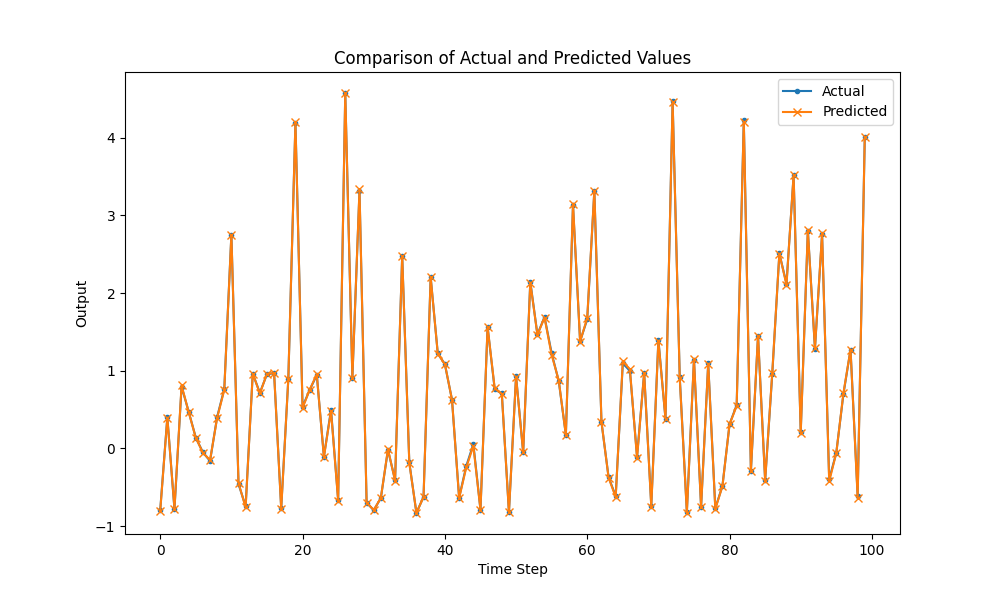 Comparison of Actual and Predicted Values
Actual
Predicted
Output
4
3
2
1
0
−1
0
20
40
60
80
100
Time Step